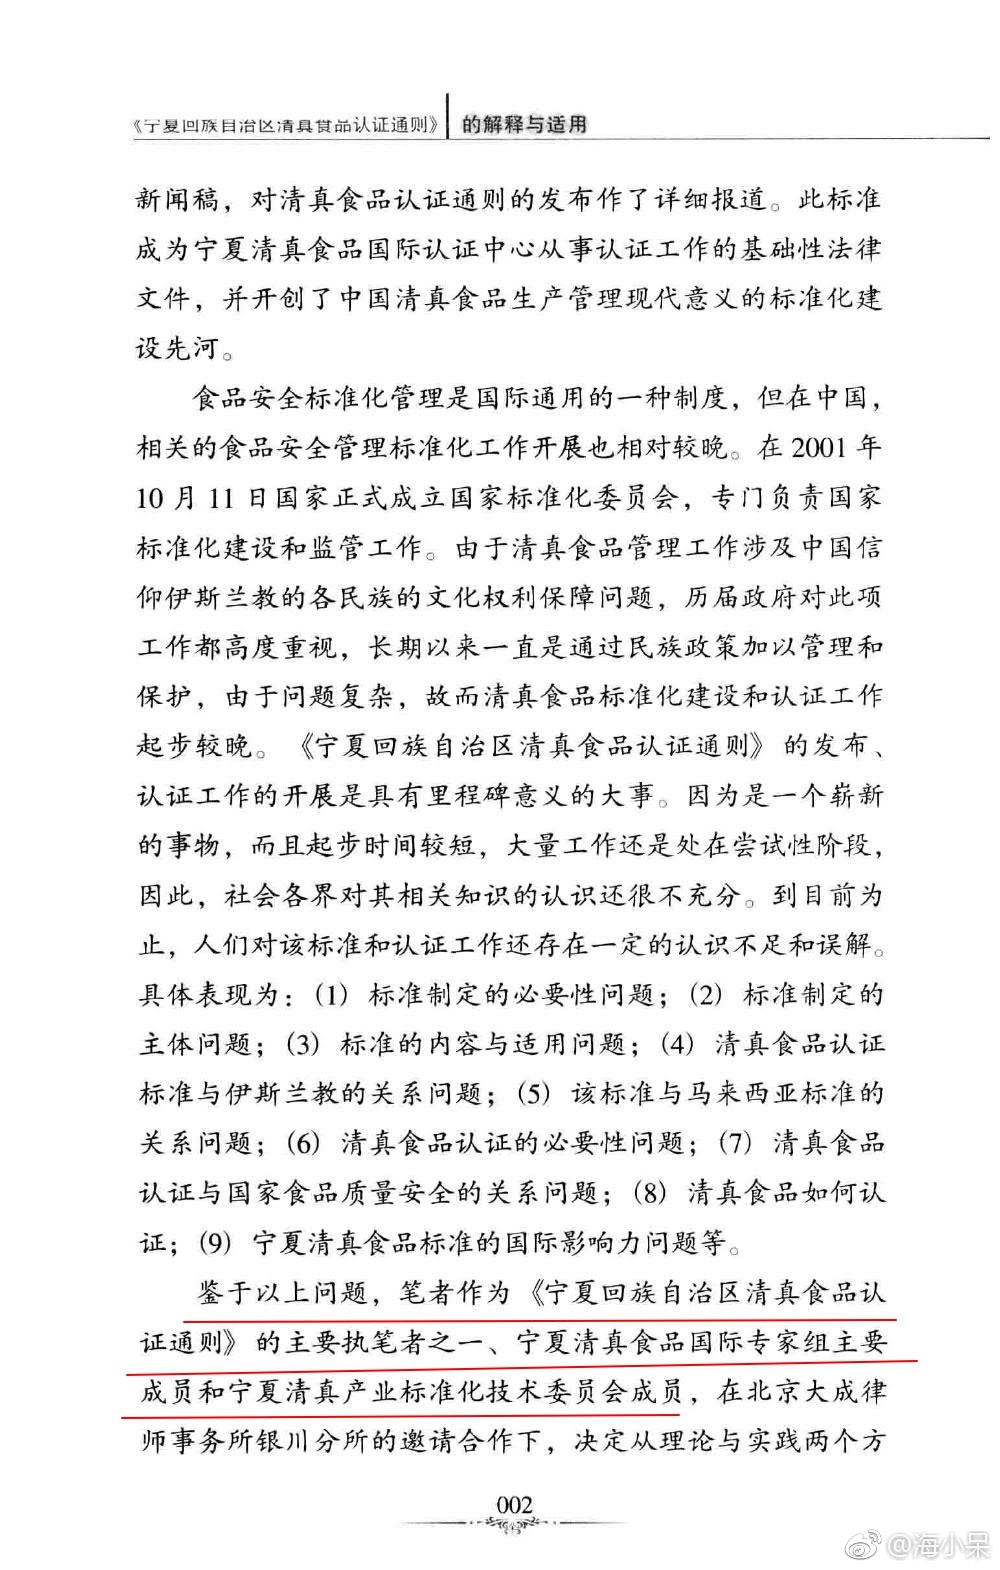 《宁夏回族自治区清真食品认证通则》 的解释与适用
新闻稿，对清真食品认证通则的发布作了详细报道。此标准
成为宁夏清真食品国际认证中心从事认证工作的基础性法律
文件，并开创了中国清真食品生产管理现代意义的标准化建
设先河。
食品安全标准化管理是国际通用的一种制度，但在中国，
相关的食品安全管理标准化工作开展也相对较晚。在 2001 年
10 月 11 日国家正式成立国家标准化委员会，专门负责国家
标准化建设和监管工作。由于清真食品管理工作涉及中国信
仰伊斯兰教的各民族的文化权利保障问题，历届政府对此项
工作都高度重视，长期以来一直是通过民族政策加以管理和
保护，由于问题复杂，故而清真食品标准化建设和认证工作
起步较晚。《宁夏回族自治区清真食品认证通则》的发布、
认证工作的开展是具有里程碑意义的大事。因为是一个崭新
的事物，而且起步时间较短，大量工作还是处在尝试性阶段，
因此，社会各界对其相关知识的认识还很不充分。到目前为
止，人们对该标准和认证工作还存在一定的认识不足和误解。
具体表现为：（1）标准制定的必要性问题；（2）标准制定的
主体问题；（3）标准的内容与适用问题；（4）清真食品认证
标准与伊斯兰教的关系问题；（5）该标准与马来西亚标准的
关系问题；（6）清真食品认证的必要性问题；（7）清真食品
认证与国家食品质量安全的关系问题；（8）清真食品如何认
证；（9）宁夏清真食品标准的国际影响力问题等。
鉴于以上问题，笔者作为《宁夏回族自治区清真食品认
证通则》的主要执笔者之一、宁夏清真食品国际专家组主要
成员和宁夏清真产业标准化技术委员会成员，在北京大成律
师事务所银川分所的邀请合作下，决定从理论与实践两个方
002
@海小呆